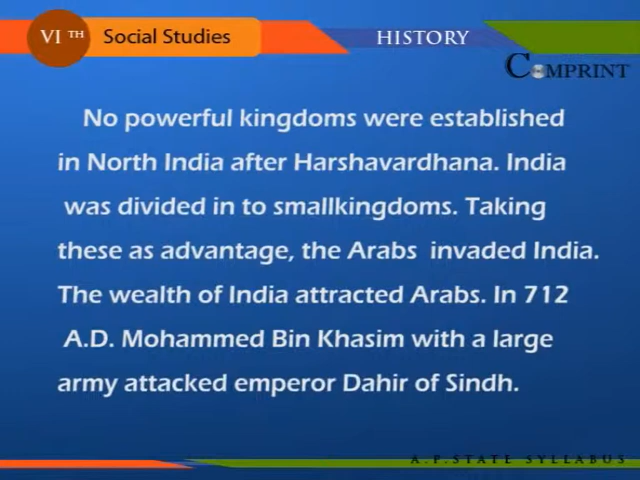 VI TH Social Studies
HISTORY
COMPRINT
No powerful kingdoms were established
in North India after Harshavardhana. India
was divided in to smallkingdoms. Taking
these as advantage, the Arabs invaded India.
The wealth of India attracted Arabs. In 712
A.D. Mohammed Bin Khasim with a large
army attacked emperor Dahir of Sindh.
A.P.STATE SYLLABUS